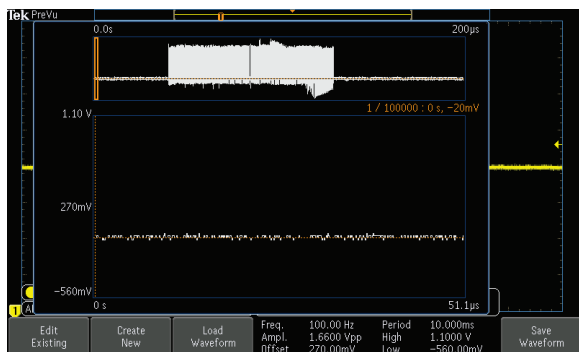 Tek PreVu
0.0s 200µs
1 / 100000 : 0 s, -20mV
1.10 V
270mV
-560mV
0 s 51.1µs
1
Edit Existing
Create New
Load Waveform
Freq. 100.00 Hz Period 10.000ms
Ampl. 1.6600 Vpp High 1.1000 V
Offset 270.00mV Low -560.00mV
Save Waveform